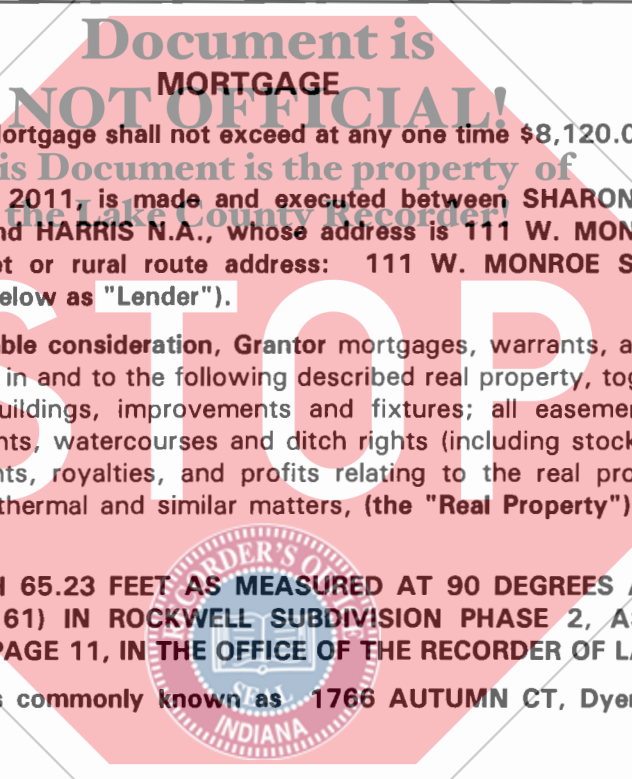 Document is
MORTGAGE
NOT OFFICIAL!
ortgage shall not exceed at any one time $8,120.0
is Document is the property of
2011, is made and executed between SHARON
the Lake County Recorder!
nd HARRIS N.A., whose address is 111 W. MON
et or rural route address: 111 W. MONROE S
elow as "Lender").
STOP
ble consideration, Grantor mortgages, warrants, a
in and to the following described real property, tog
uildings, improvements and fixtures; all easemer
nts, watercourses and ditch rights (including stock
nts, royalties, and profits relating to the real pro
thermal and similar matters, (the "Real Property")
RECORDER'S OFFICE
H 65.23 FEET AS MEASURED AT 90 DEGREES A
61) IN ROCKWELL SUBDIVISION PHASE 2, AS
PAGE 11, IN THE OFFICE OF THE RECORDER OF LA
SEAL
s commonly known as 1766 AUTUMN CT, Dyer
INDIANA